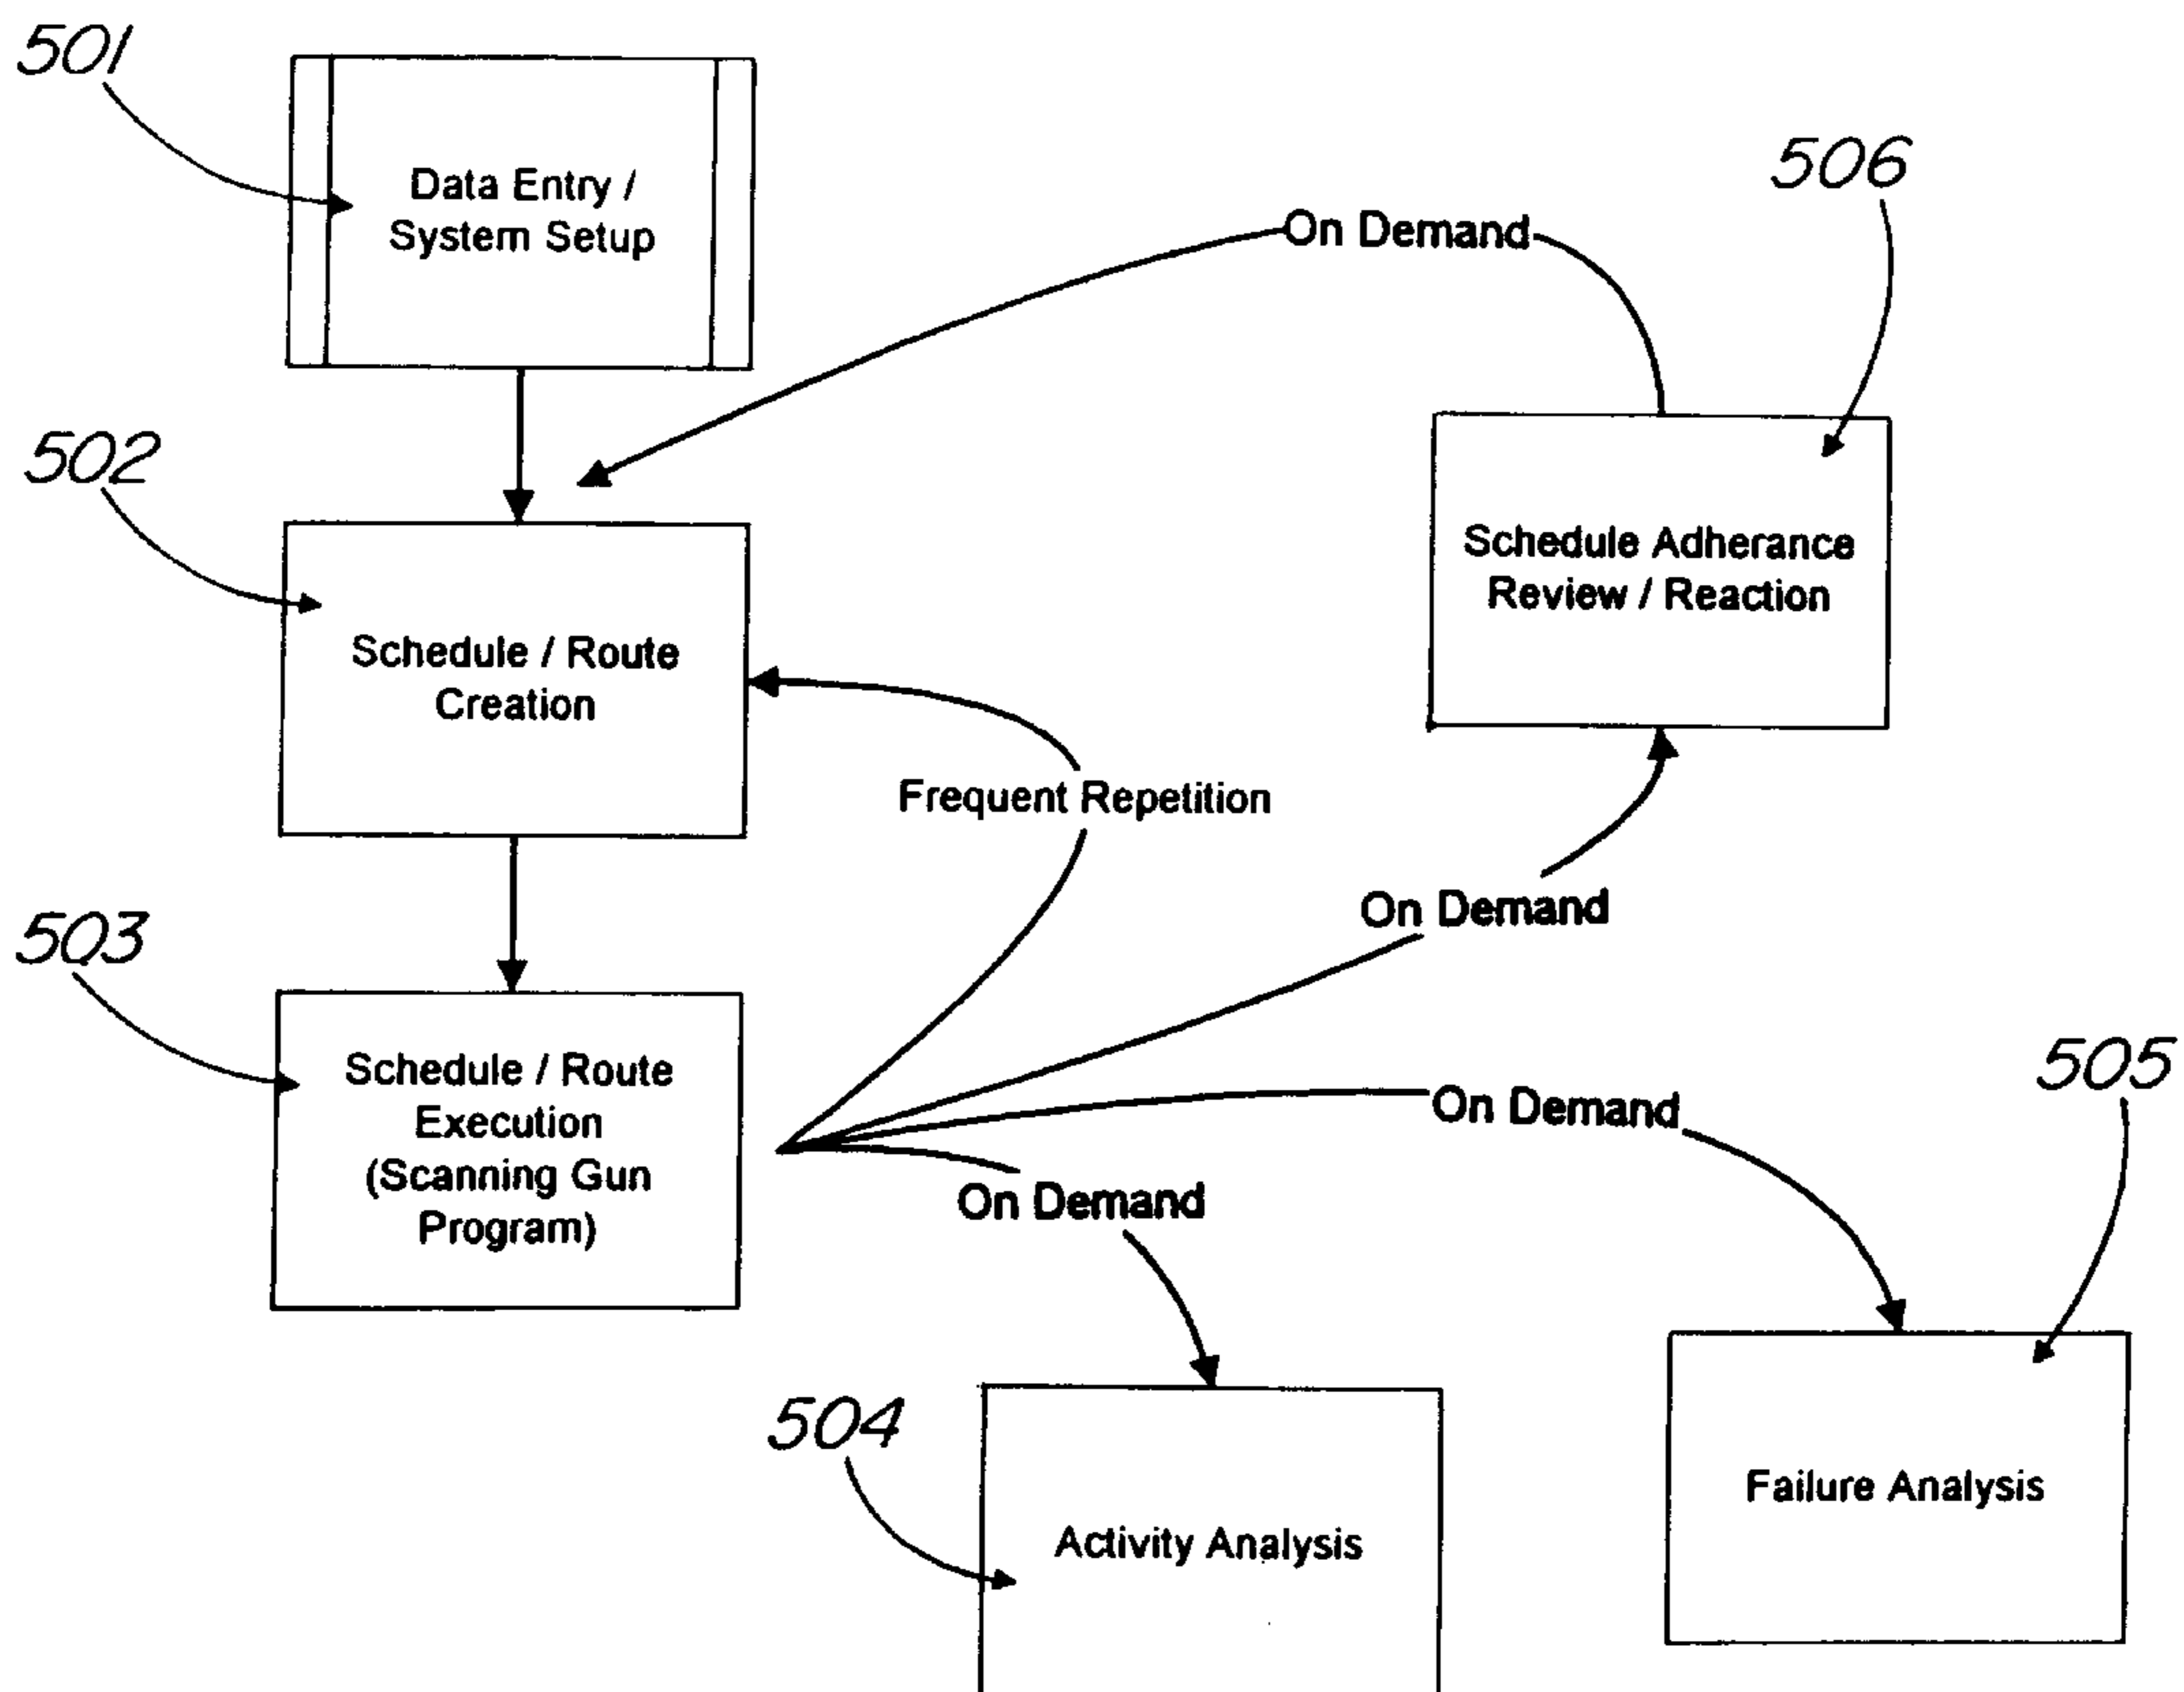 501
Data Entry /
System Setup
506
On Demand
502
Schedule Adherance
Review / Reaction
Schedule / Route
Creation
Frequent Repetition
On Demand
503
Schedule / Route
Execution
(Scanning Gun
Program)
505
On Demand
On Demand
504
Failure Analysis
Activity Analysis